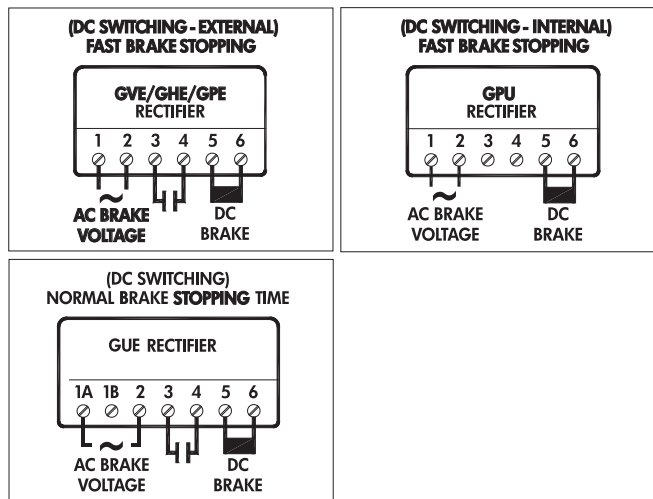 (DC SWITCHING - EXTERNAL)
FAST BRAKE STOPPING
GVE/GHE/GPE
RECTIFIER
1 2 3 4 5 6
AC BRAKE
VOLTAGE
DC
BRAKE
(DC SWITCHING - INTERNAL)
FAST BRAKE STOPPING
GPU
RECTIFIER
1 2 3 4 5 6
AC BRAKE
VOLTAGE
DC
BRAKE
(DC SWITCHING)
NORMAL BRAKE STOPPING TIME
GUE RECTIFIER
1A 1B 2 3 4 5 6
AC BRAKE
VOLTAGE
DC
BRAKE